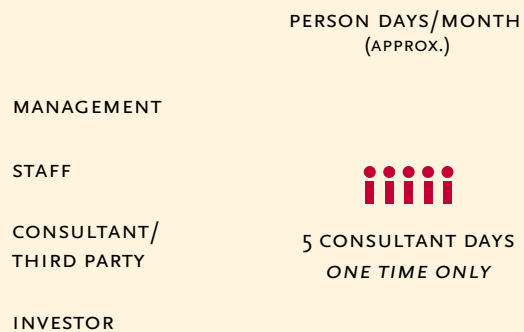 PERSON DAYS/MONTH
(APPROX.)
MANAGEMENT
STAFF
CONSULTANT/
THIRD PARTY
5 CONSULTANT DAYS
ONE TIME ONLY
INVESTOR